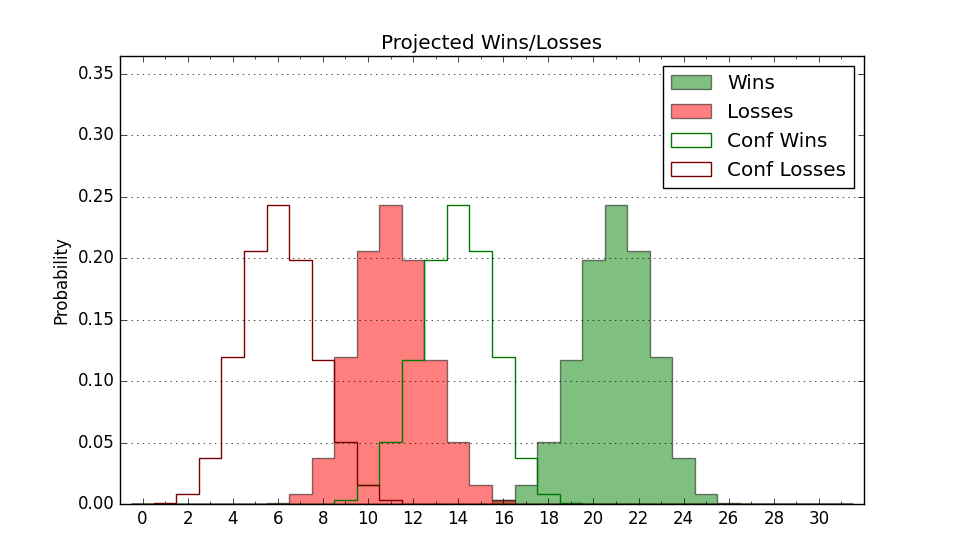 Projected Wins/Losses
0.35
0.30
0.25
0.20
0.15
0.10
0.05
0.00
Probability
Wins
Losses
Conf Wins
Conf Losses
0 2 4 6 8 10 12 14 16 18 20 22 24 26 28 30